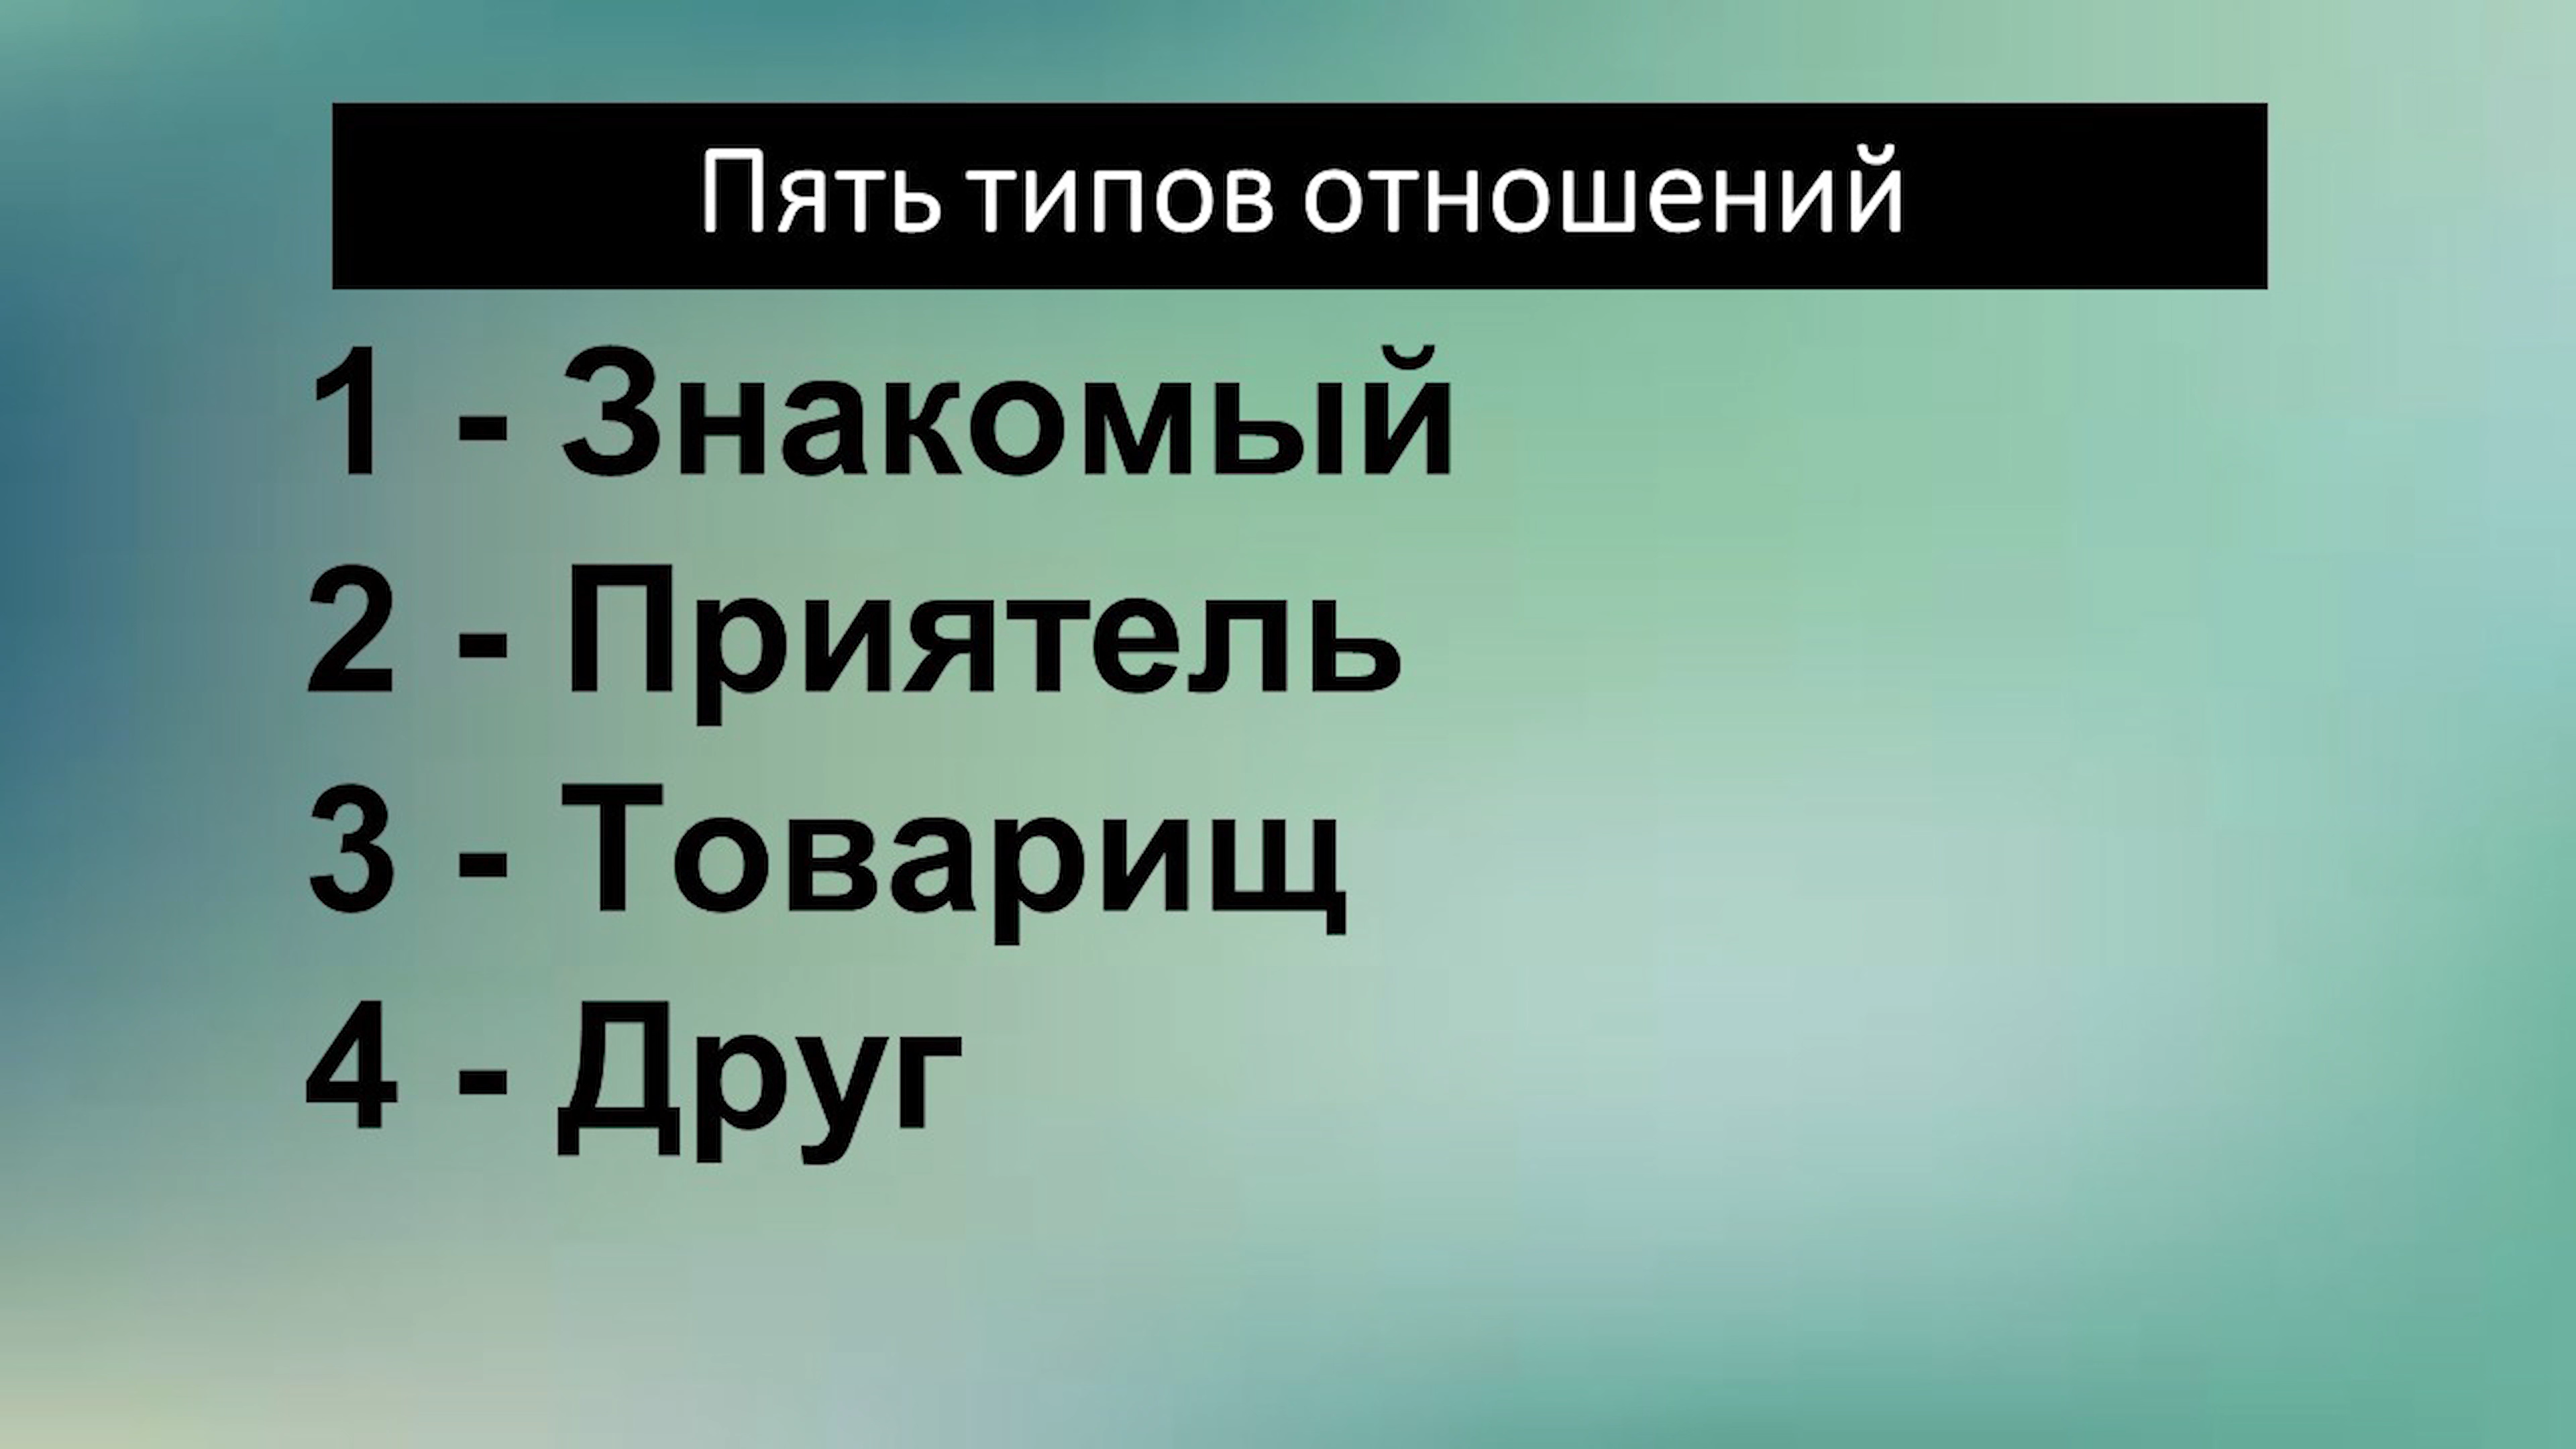 Пять типов отношений
1 - Знакомый
2 - Приятель
3 - Товарищ
4 - Друг